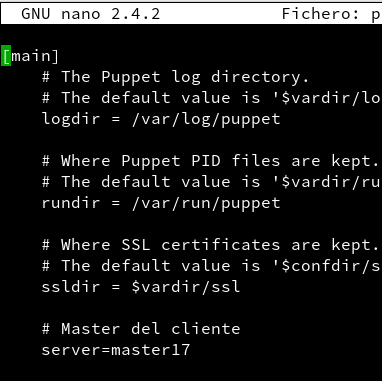 GNU nano 2.4.2 Fichero: p
[main]
# The Puppet log directory.
# The default value is '$vardir/lo
logdir = /var/log/puppet
# Where Puppet PID files are kept.
# The default value is '$vardir/ru
rundir = /var/run/puppet
# Where SSL certificates are kept.
# The default value is '$confdir/s
ssldir = $vardir/ssl
# Master del cliente
server=master17